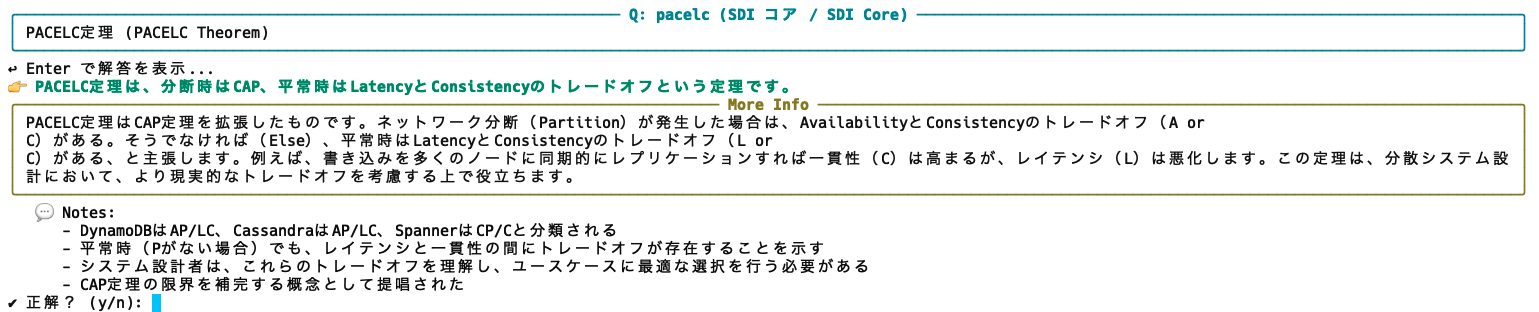 Q: pacelc (SDI コア / SDI Core)
PACELC定理 (PACELC Theorem)
↩ Enter で解答を表示...
👉 PACELC定理は、分断時はCAP、平常時はLatencyとConsistencyのトレードオフという定理です。
More Info
PACELC定理はCAP定理を拡張したものです。ネットワーク分断（Partition）が発生した場合は、AvailabilityとConsistencyのトレードオフ（A or
C）がある。そうでなければ（Else）、平常時はLatencyとConsistencyのトレードオフ（L or
C）がある、と主張します。例えば、書き込みを多くのノードに同期的にレプリケーションすれば一貫性（C）は高まるが、レイテンシ（L）は悪化します。この定理は、分散システム設
計において、より現実的なトレードオフを考慮する上で役立ちます。
💬 Notes:
- DynamoDBはAP/LC、CassandraはAP/LC、SpannerはCP/Cと分類される
- 平常時（Pがない場合）でも、レイテンシと一貫性の間にトレードオフが存在することを示す
- システム設計者は、これらのトレードオフを理解し、ユースケースに最適な選択を行う必要がある
- CAP定理の限界を補完する概念として提唱された
✔ 正解？ (y/n):